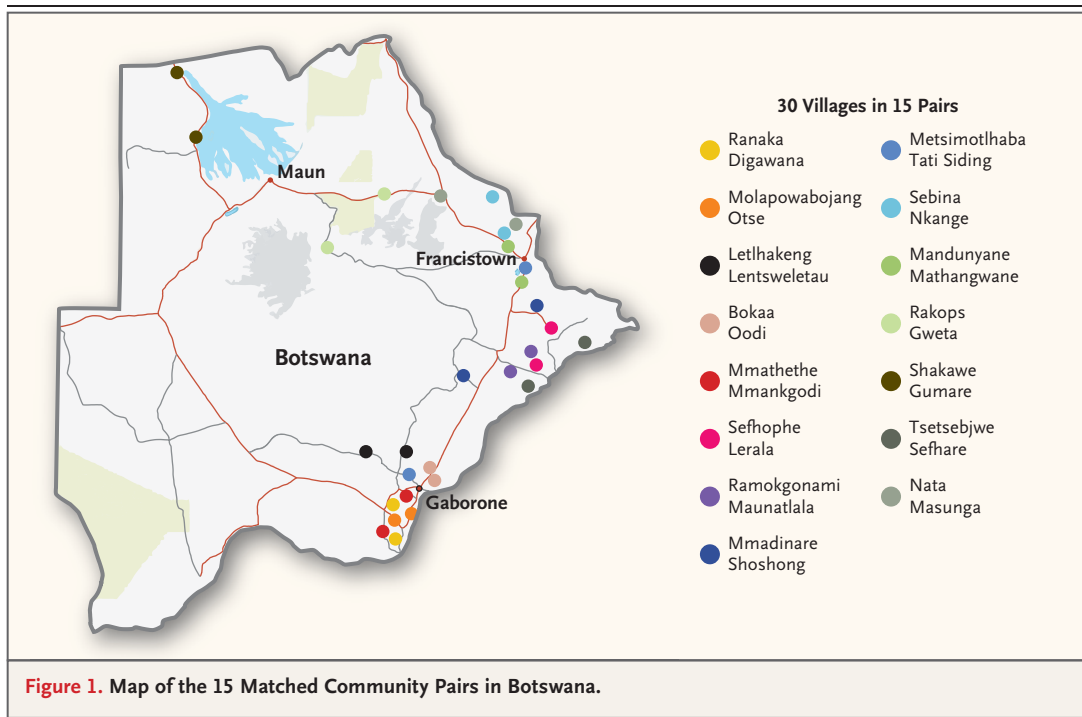 Maun
Francistown
Botswana
Gaborone
30 Villages in 15 Pairs
Ranaka
Digawana
Molapowabojang
Otse
Letlhakeng
Lentsweletau
Bokaa
Oodi
Mmathethe
Mmankgodi
Sefhophe
Lerala
Ramokgonami
Maunatlala
Mmadinare
Shoshong
Metsimotlhaba
Tati Siding
Sebina
Nkange
Mandunyane
Mathangwane
Rakops
Gweta
Shakawe
Gumare
Tsetsebjwe
Sefhare
Nata
Masunga
Figure 1. Map of the 15 Matched Community Pairs in Botswana.